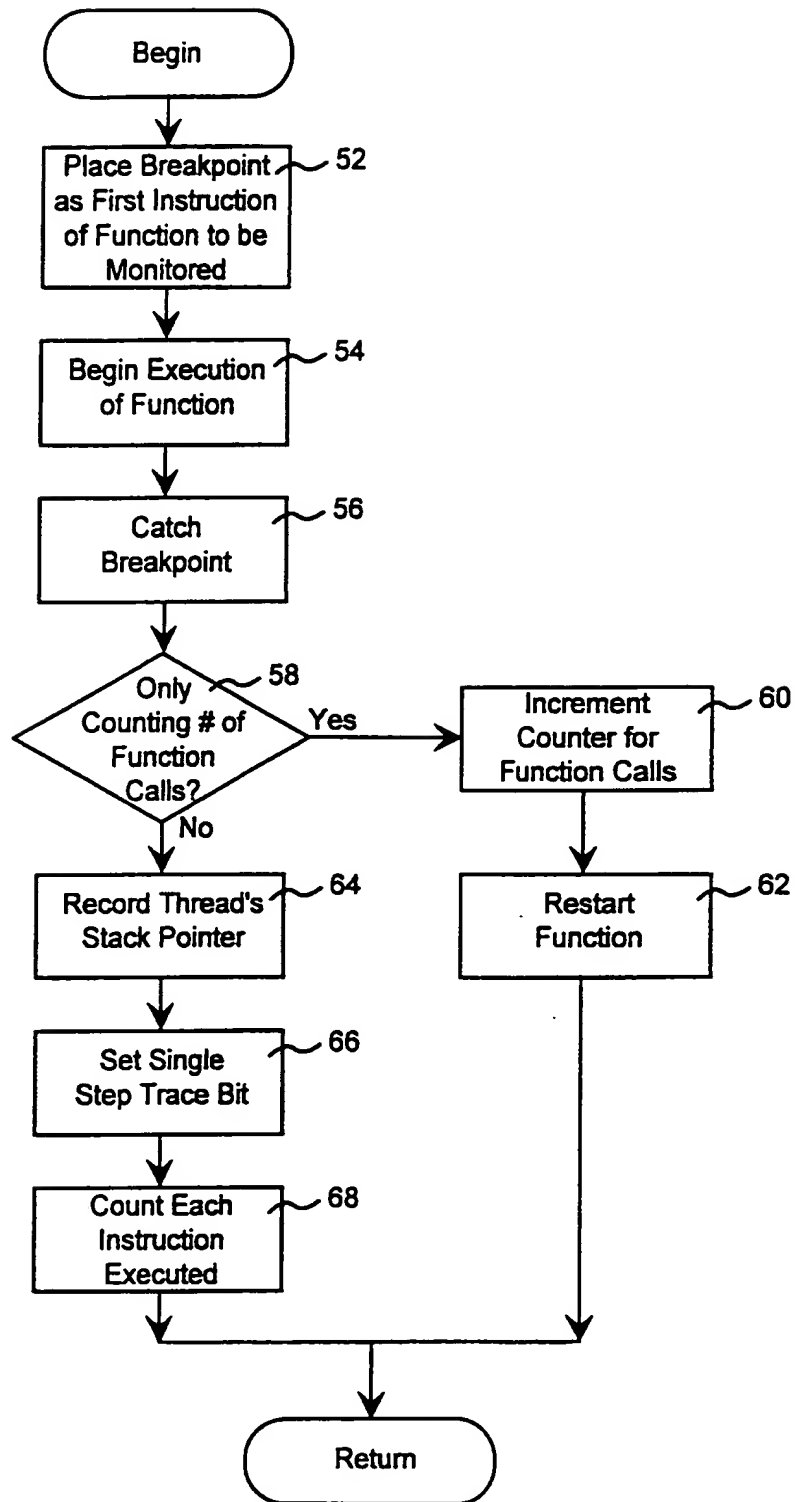 Begin
Place Breakpoint
as First Instruction
of Function to be
Monitored
52
Begin Execution
of Function
54
Catch
Breakpoint
56
Only
Counting # of
Function
Calls?
58
Yes
No
Increment
Counter for
Function Calls
60
Restart
Function
62
Record Thread's
Stack Pointer
64
Set Single
Step Trace Bit
66
Count Each
Instruction
Executed
68
Return